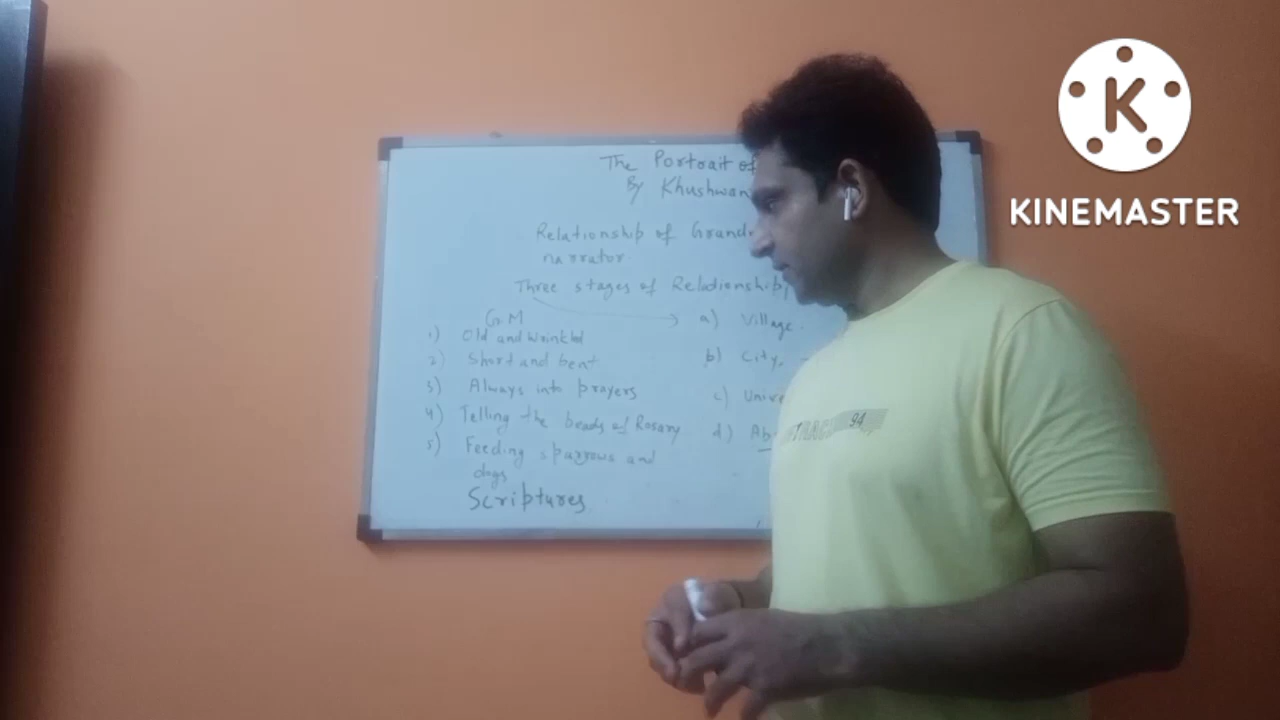 The Portrait of
By Khushwan
Relationship of Grand
narrator
Three stages of Relationship
G.M
1) Old and wrinkled
2) Short and bent
3) Always into prayers
4) Telling the beads of Rosary
5) Feeding sparrows and
dogs
Scriptures
a) Village.
b) City,
c) Unive
d) Ab
94
K
KINEMASTER